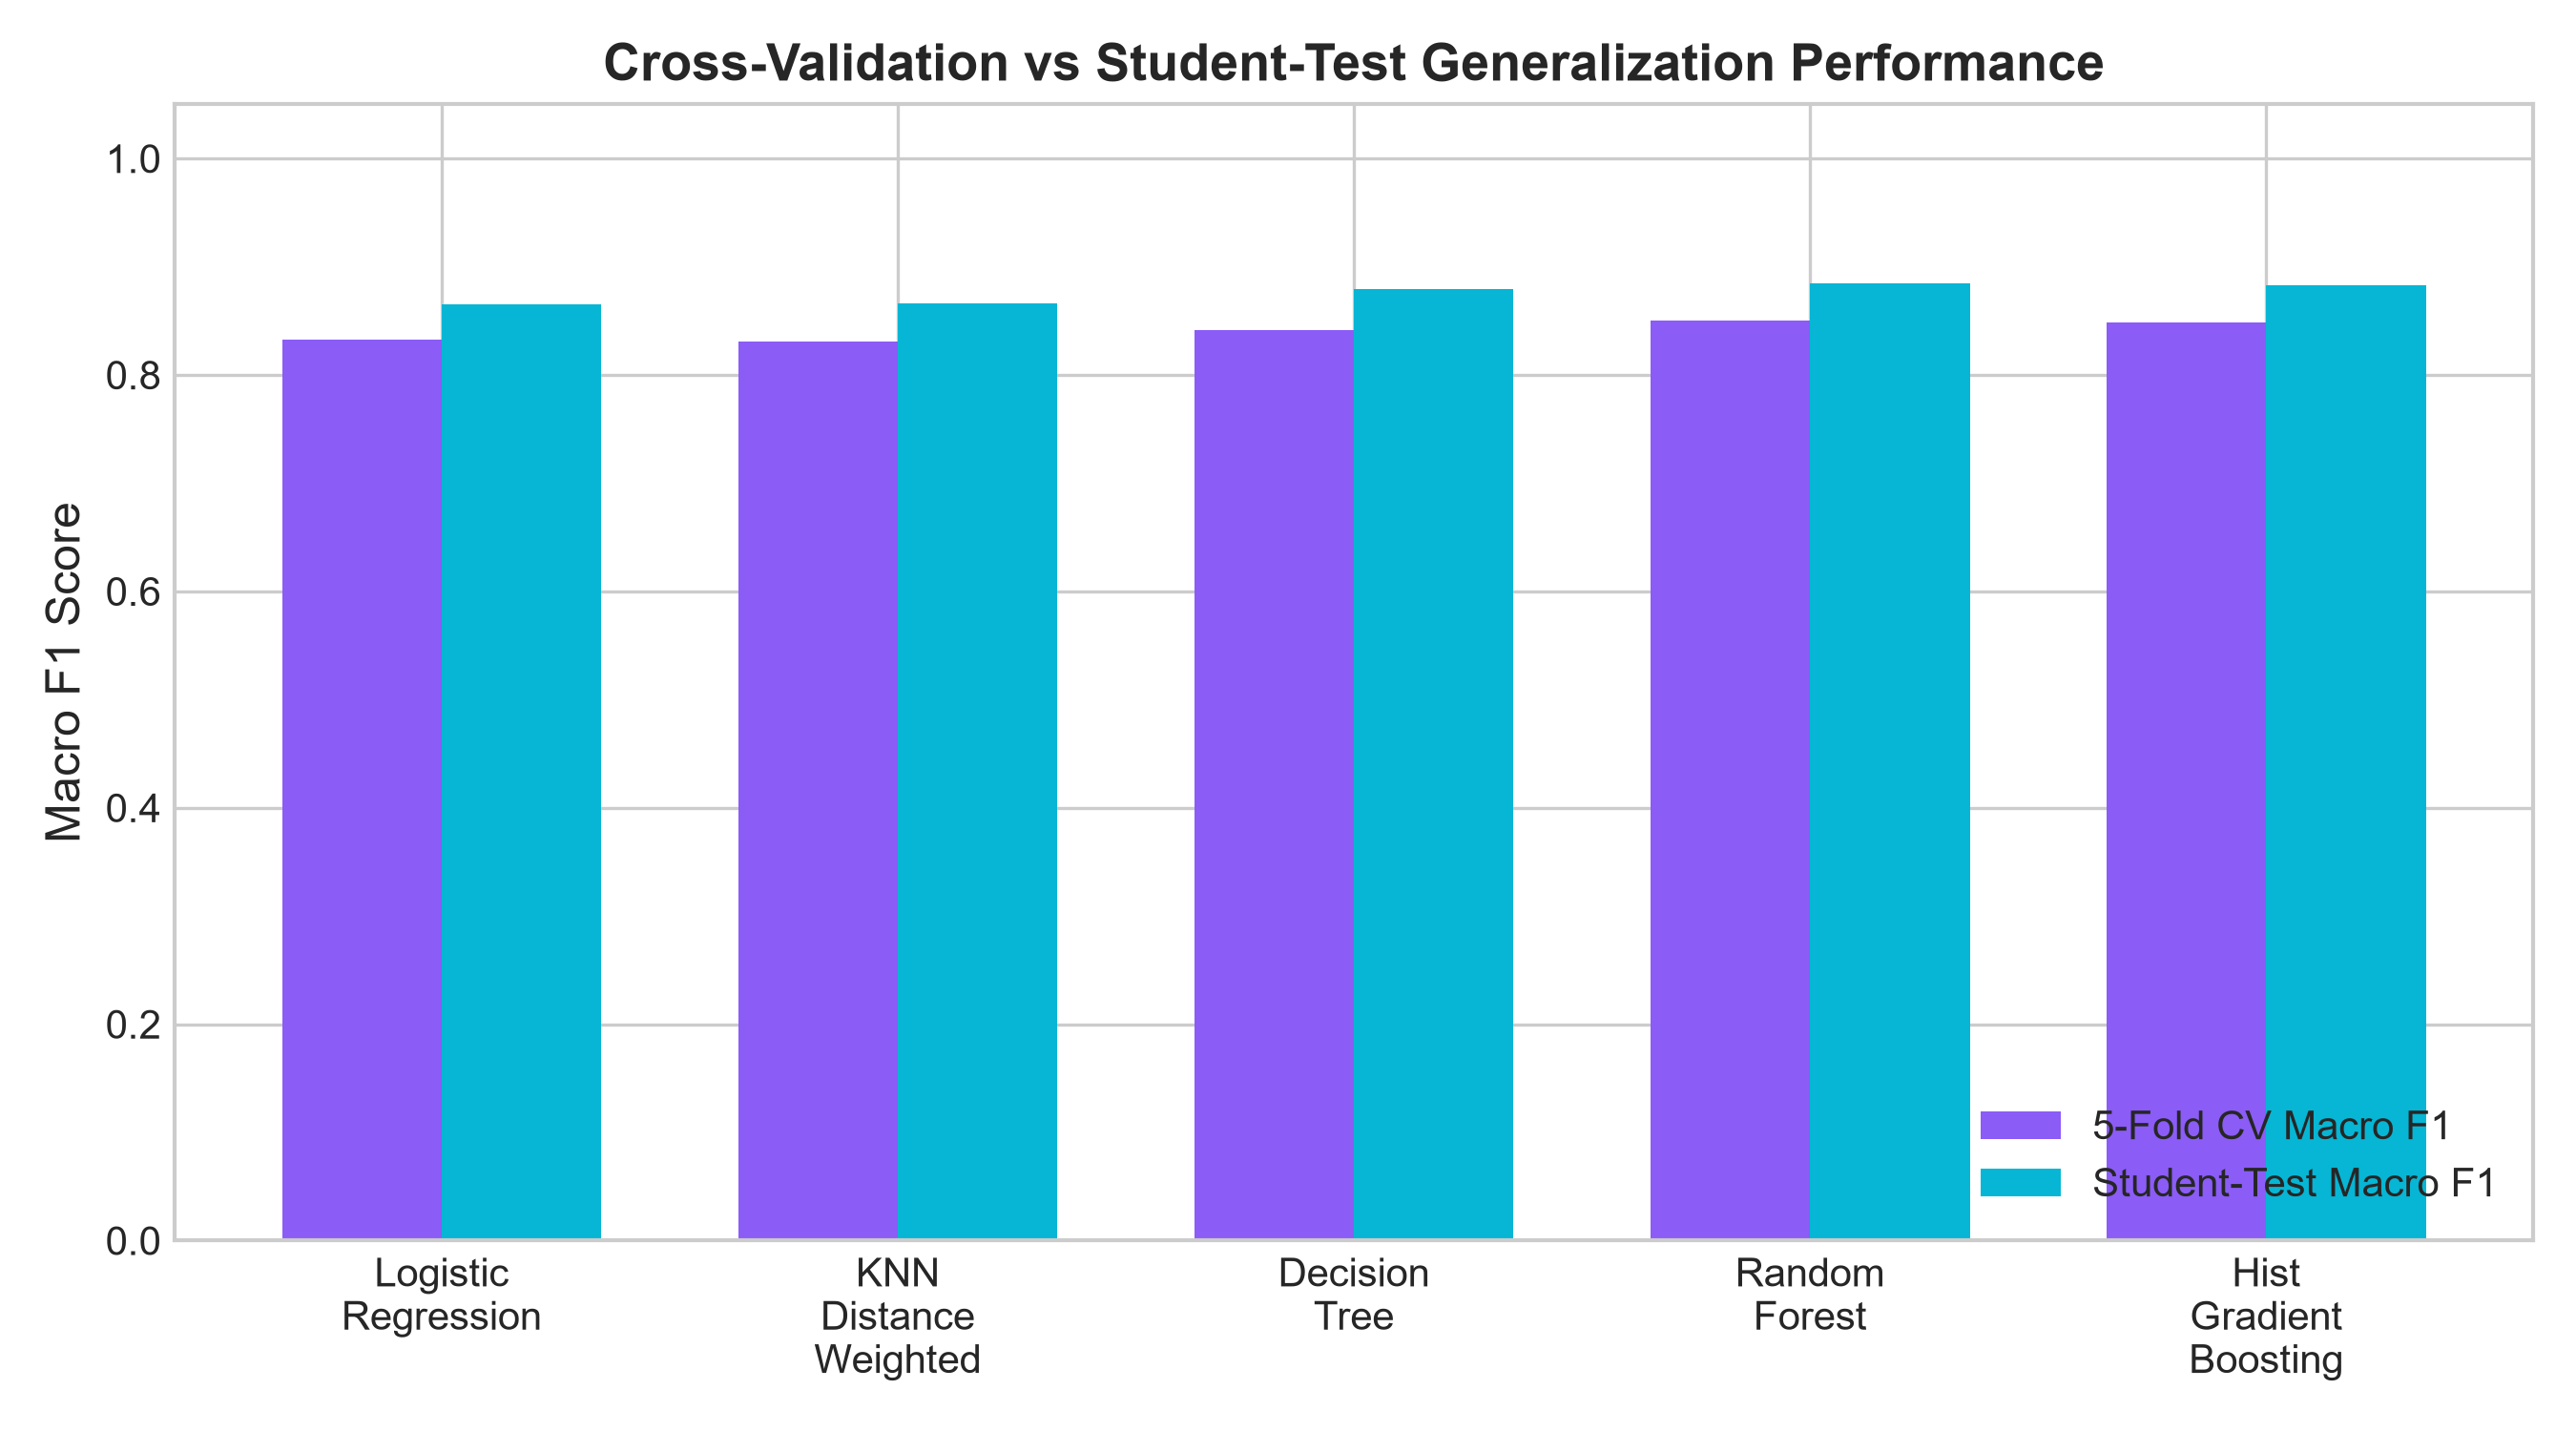 Cross-Validation vs Student-Test Generalization Performance
Macro F1 Score
1.0
0.8
0.6
0.4
0.2
0.0
Logistic
Regression
KNN
Distance
Weighted
Decision
Tree
Random
Forest
Hist
Gradient
Boosting
5-Fold CV Macro F1
Student-Test Macro F1